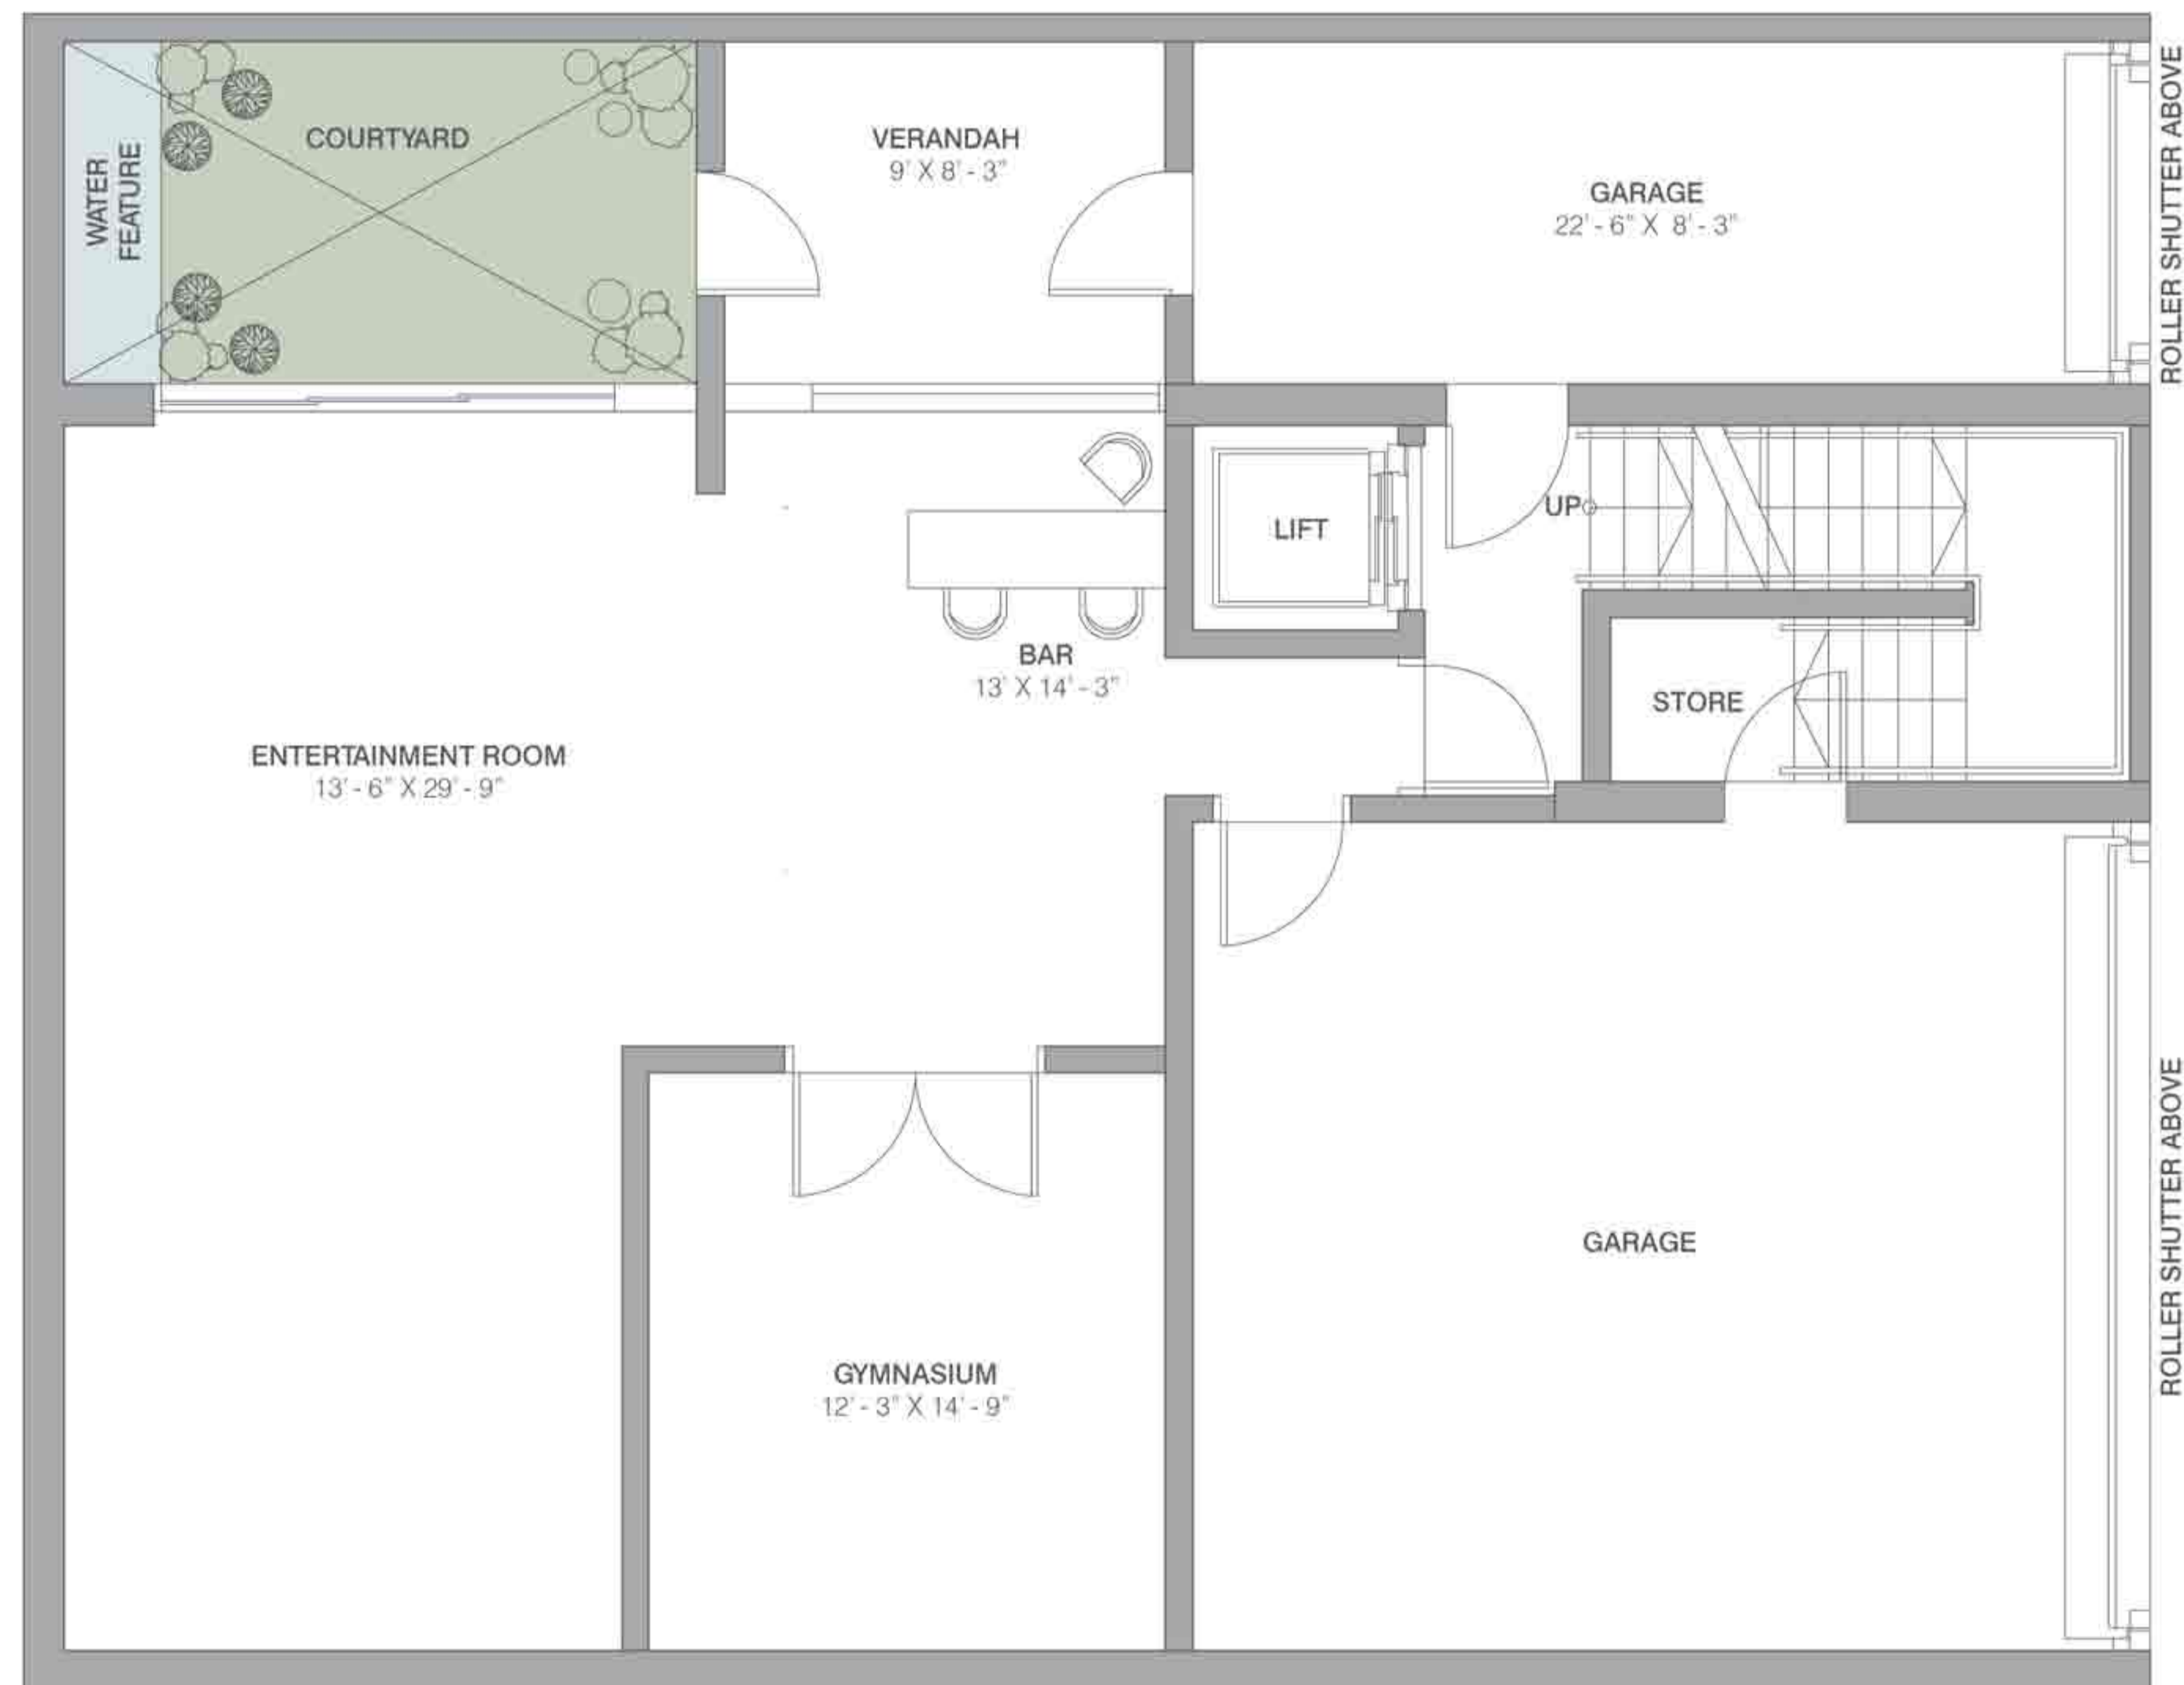 COURTYARD
WATER
FEATURE
VERANDAH
9' X 8' - 3"
GARAGE
22' - 6" X 8' - 3"
ROLLER SHUTTER ABOVE
LIFT
UP
BAR
13' X 14' - 3"
STORE
ENTERTAINMENT ROOM
13' - 6" X 29' - 9"
GARAGE
GYMNASIUM
12' - 3" X 14' - 9"
ROLLER SHUTTER ABOVE